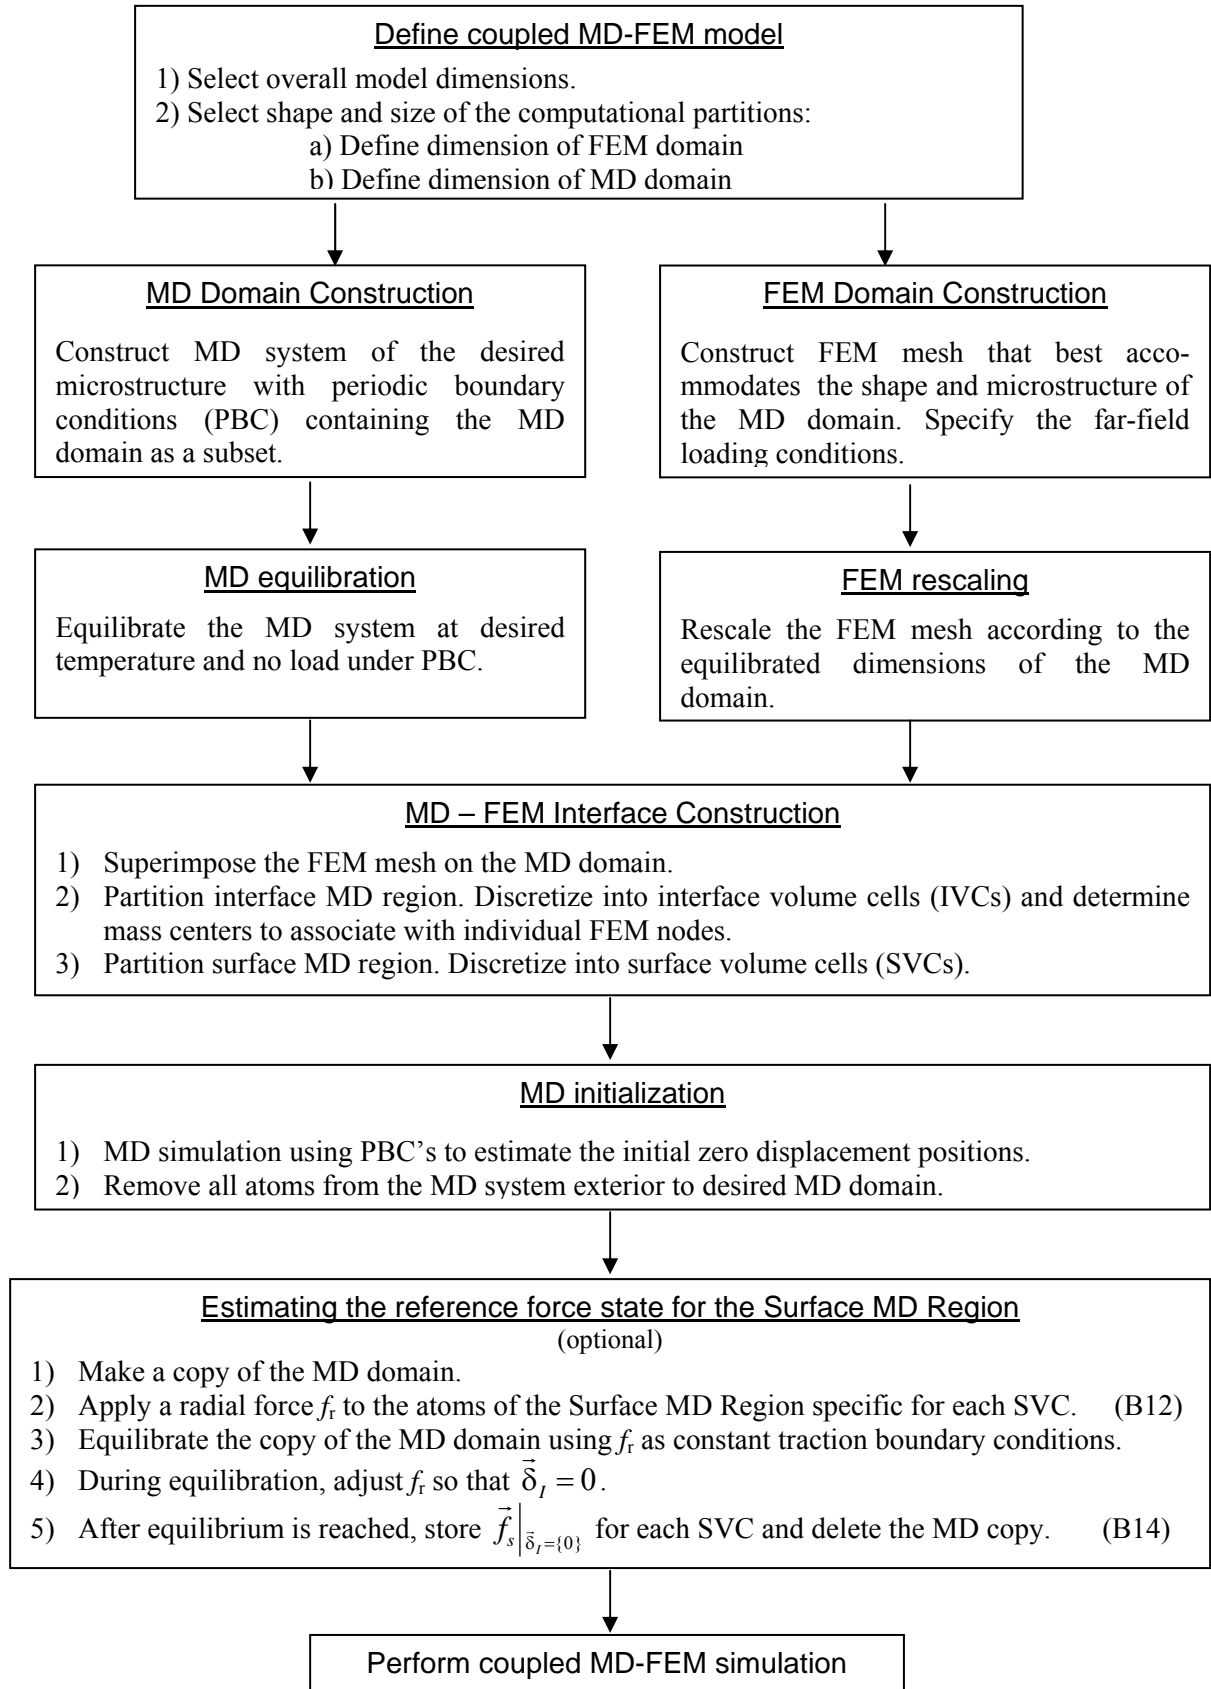 Define coupled MD-FEM model
1) Select overall model dimensions.
2) Select shape and size of the computational partitions:
a) Define dimension of FEM domain
b) Define dimension of MD domain
MD Domain Construction
Construct MD system of the desired
microstructure with periodic boundary
conditions (PBC) containing the MD
domain as a subset.
FEM Domain Construction
Construct FEM mesh that best acco-
mmodates the shape and microstructure of
the MD domain. Specify the far-field
loading conditions.
MD equilibration
Equilibrate the MD system at desired
temperature and no load under PBC.
FEM rescaling
Rescale the FEM mesh according to the
equilibrated dimensions of the MD
domain.
MD – FEM Interface Construction
1) Superimpose the FEM mesh on the MD domain.
2) Partition interface MD region. Discretize into interface volume cells (IVCs) and determine
mass centers to associate with individual FEM nodes.
3) Partition surface MD region. Discretize into surface volume cells (SVCs).
MD initialization
1) MD simulation using PBC's to estimate the initial zero displacement positions.
2) Remove all atoms from the MD system exterior to desired MD domain.
Estimating the reference force state for the Surface MD Region
(optional)
1) Make a copy of the MD domain.
2) Apply a radial force fr to the atoms of the Surface MD Region specific for each SVC. (B12)
3) Equilibrate the copy of the MD domain using fr as constant traction boundary conditions.
4) During equilibration, adjust fr so that δ⃗_I = 0.
5) After equilibrium is reached, store f⃗_s|δ⃗_I={0} for each SVC and delete the MD copy. (B14)
Perform coupled MD-FEM simulation